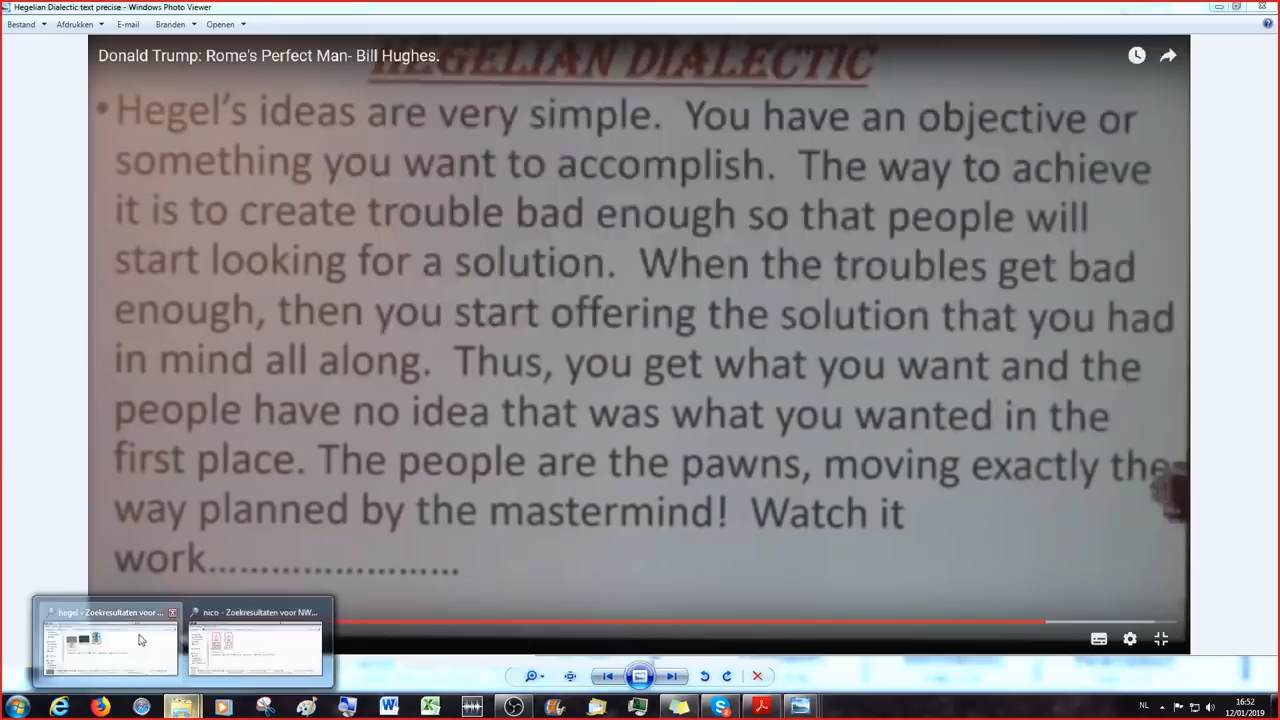 Hegelian Dialectic text precise - Windows Photo Viewer
Bestand Afdrukken E-mail Branden Openen
Donald Trump: Rome's Perfect Man- Bill Hughes.
HEGELIAN DIALECTIC
• Hegel's ideas are very simple. You have an objective or
something you want to accomplish. The way to achieve
it is to create trouble bad enough so that people will
start looking for a solution. When the troubles get bad
enough, then you start offering the solution that you had
in mind all along. Thus, you get what you want and the
people have no idea that was what you wanted in the
first place. The people are the pawns, moving exactly the
way planned by the mastermind! Watch it
work........................
hegel - Zoekresultaten voor ... nico - Zoekresultaten voor NW...
NL 16:52
12/01/2019